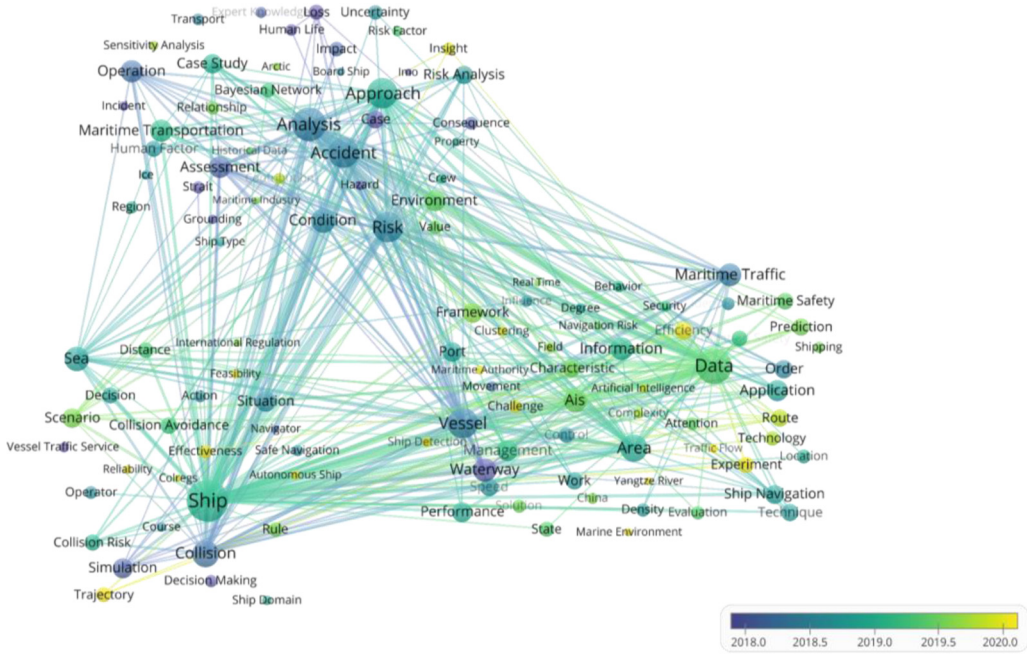 Expert Knowledge
Loss
Uncertainty
Transport
Human Life
Risk Factor
Sensitivity Analysis
Impact
Insight
Operation
Case Study
Arctic
Board Ship
Imo
Risk Analysis
Bayesian Network
Approach
Incident
Relationship
Case
Consequence
Maritime Transportation
Analysis
Property
Human Factor
Historical Data
Accident
Assessment
Ice
Strait
Hazard
Crew
Region
Maritime Industry
Environment
Grounding
Condition
Risk
Value
Ship Type
Maritime Traffic
Real Time
Behavior
Influence
Degree
Security
Maritime Safety
Framework
Clustering
Navigation Risk
Efficiency
Prediction
Sea
Distance
International Regulation
Port
Field
Information
Shipping
Feasibility
Maritime Authority
Characteristic
Data
Order
Decision
Action
Situation
Movement
Artificial Intelligence
Application
Scenario
Collision Avoidance
Navigator
Challenge
Ais
Complexity
Attention
Route
Vessel
Vessel Traffic Service
Effectiveness
Safe Navigation
Ship Detection
Control
Management
Area
Traffic Flow
Technology
Location
Reliability
Colregs
Autonomous Ship
Waterway
Experiment
Operator
Ship
Speed
Work
Yangtze River
Ship Navigation
China
Course
Rule
Performance
Solution
Density
Evaluation
Technique
Collision Risk
Collision
State
Marine Environment
Simulation
Decision Making
Trajectory
Ship Domain
2018.0
2018.5
2019.0
2019.5
2020.0